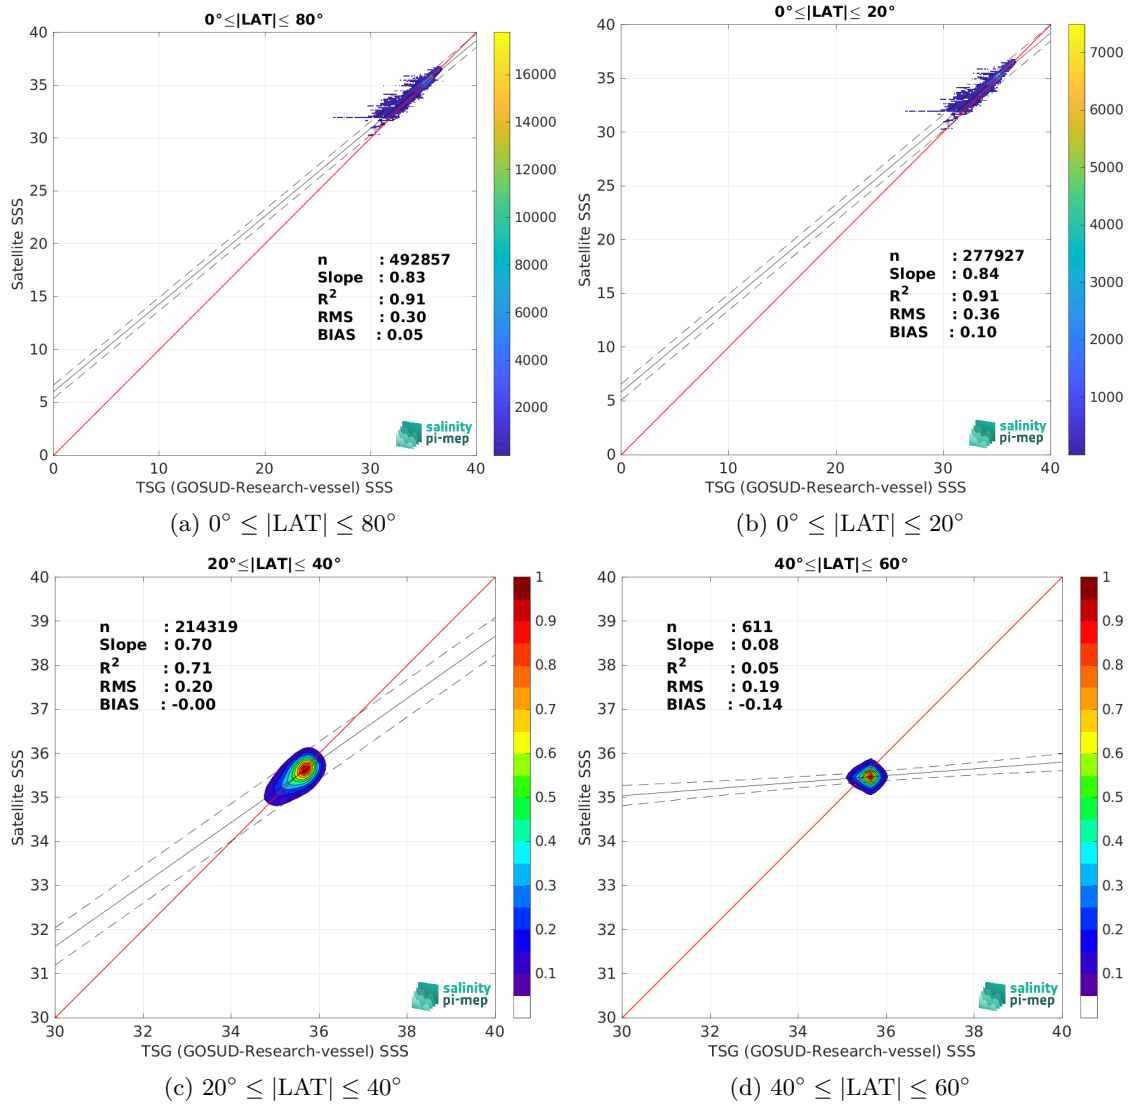 0°≤|LAT|≤ 80°
40
35
30
25
20
15
10
5
0
Satellite SSS
n : 492857
Slope : 0.83
R² : 0.91
RMS : 0.30
BIAS : 0.05
salinity
pi-mep
0 10 20 30 40
TSG (GOSUD-Research-vessel) SSS
16000
14000
12000
10000
8000
6000
4000
2000
(a) 0° ≤ |LAT| ≤ 80°
0°≤|LAT|≤ 20°
40
35
30
25
20
15
10
5
0
Satellite SSS
n : 277927
Slope : 0.84
R² : 0.91
RMS : 0.36
BIAS : 0.10
salinity
pi-mep
0 10 20 30 40
TSG (GOSUD-Research-vessel) SSS
7000
6000
5000
4000
3000
2000
1000
(b) 0° ≤ |LAT| ≤ 20°
20°≤|LAT|≤ 40°
40
39
38
37
36
35
34
33
32
31
30
Satellite SSS
n : 214319
Slope : 0.70
R² : 0.71
RMS : 0.20
BIAS : -0.00
salinity
pi-mep
30 32 34 36 38 40
TSG (GOSUD-Research-vessel) SSS
1
0.9
0.8
0.7
0.6
0.5
0.4
0.3
0.2
0.1
(c) 20° ≤ |LAT| ≤ 40°
40°≤|LAT|≤ 60°
40
39
38
37
36
35
34
33
32
31
30
Satellite SSS
n : 611
Slope : 0.08
R² : 0.05
RMS : 0.19
BIAS : -0.14
salinity
pi-mep
30 32 34 36 38 40
TSG (GOSUD-Research-vessel) SSS
1
0.9
0.8
0.7
0.6
0.5
0.4
0.3
0.2
0.1
(d) 40° ≤ |LAT| ≤ 60°